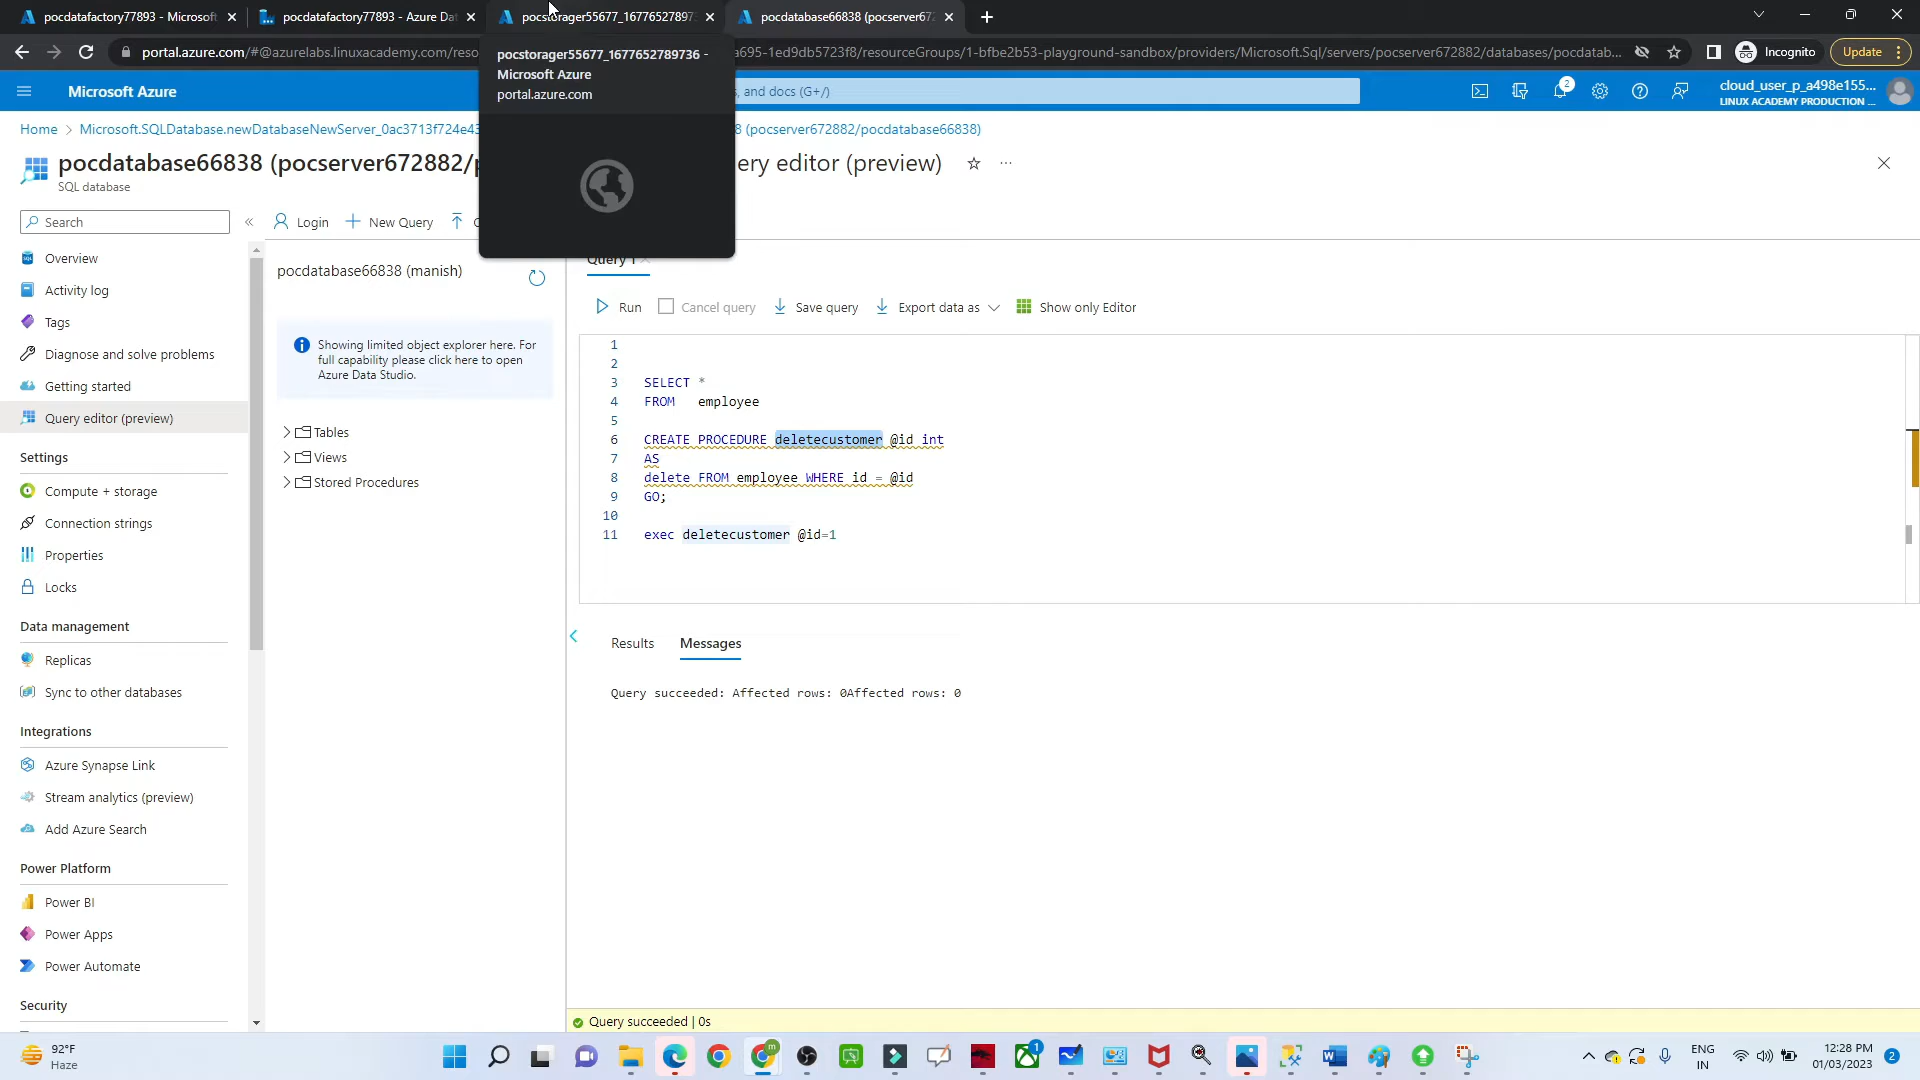 pocdatafactory77893 - Microsoft
pocdatafactory77893 - Azure Dat
pocstorager55677_16776527897
pocdatabase66838 (pocserver672
portal.azure.com/#@azurelabs.linuxacademy.com/reso
a695-1ed9db5723f8/resourceGroups/1-bfbe2b53-playground-sandbox/providers/Microsoft.Sql/servers/pocserver672882/databases/pocdatab...
Incognito
Update
pocstorager55677_1677652789736 -
Microsoft Azure
portal.azure.com
Microsoft Azure
s, and docs (G+/)
2
cloud_user_p_a498e155...
LINUX ACADEMY PRODUCTION ...
Home > Microsoft.SQLDatabase.newDatabaseNewServer_0ac3713f724e43
8 (pocserver672882/pocdatabase66838)
pocdatabase66838 (pocserver672882/p
ery editor (preview)
SQL database
Search
Login
New Query
Overview
Activity log
Tags
Diagnose and solve problems
Getting started
Query editor (preview)
Settings
Compute + storage
Connection strings
Properties
Locks
Data management
Replicas
Sync to other databases
Integrations
Azure Synapse Link
Stream analytics (preview)
Add Azure Search
Power Platform
Power BI
Power Apps
Power Automate
Security
pocdatabase66838 (manish)
Showing limited object explorer here. For
full capability please click here to open
Azure Data Studio.
Tables
Views
Stored Procedures
Query 1
Run
Cancel query
Save query
Export data as
Show only Editor
1
2
3 SELECT *
4 FROM employee
5
6 CREATE PROCEDURE deletecustomer @id int
7 AS
8 delete FROM employee WHERE id = @id
9 GO;
10
11 exec deletecustomer @id=1
Results
Messages
Query succeeded: Affected rows: 0Affected rows: 0
Query succeeded | 0s
92°F
Haze
1
ENG
IN
12:28 PM
01/03/2023
2